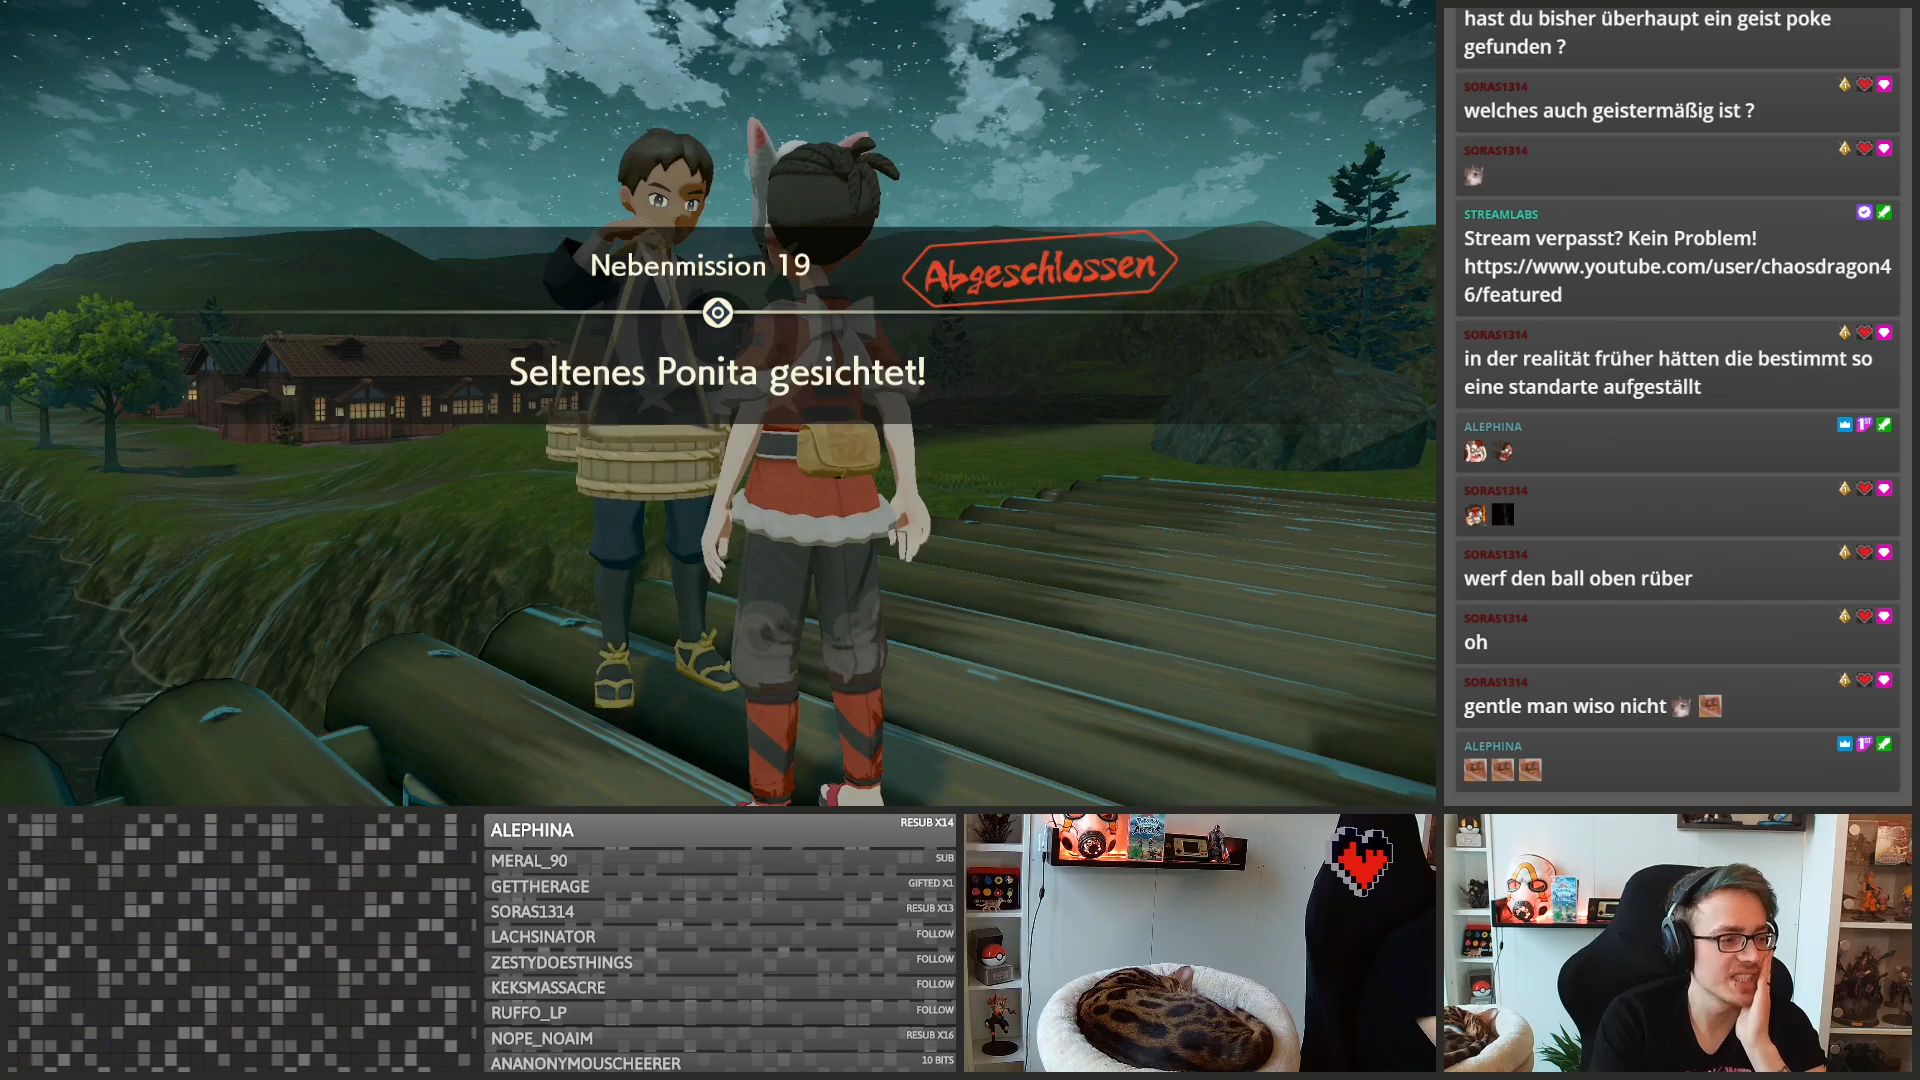 Nebenmission 19
Abgeschlossen
Seltenes Ponita gesichtet!
hast du bisher überhaupt ein geist poke
gefunden ?
SORAS1314
welches auch geistermäßig ist ?
SORAS1314
STREAMLABS
Stream verpasst? Kein Problem!
https://www.youtube.com/user/chaosdragon4
6/featured
SORAS1314
in der realität früher hätten die bestimmt so
eine standarte aufgeställt
ALEPHINA
1ST
SORAS1314
SORAS1314
werf den ball oben rüber
SORAS1314
oh
SORAS1314
gentle man wiso nicht
ALEPHINA
1ST
ALEPHINA RESUB X14
MERAL_90 SUB
GETTHERAGE GIFTED X1
SORAS1314 RESUB X13
LACHSINATOR FOLLOW
ZESTYDOESTHINGS FOLLOW
KEKSMASSACRE FOLLOW
RUFFO_LP FOLLOW
NOPE_NOAIM RESUB X16
ANANONYMOUSCHEERER 10 BITS